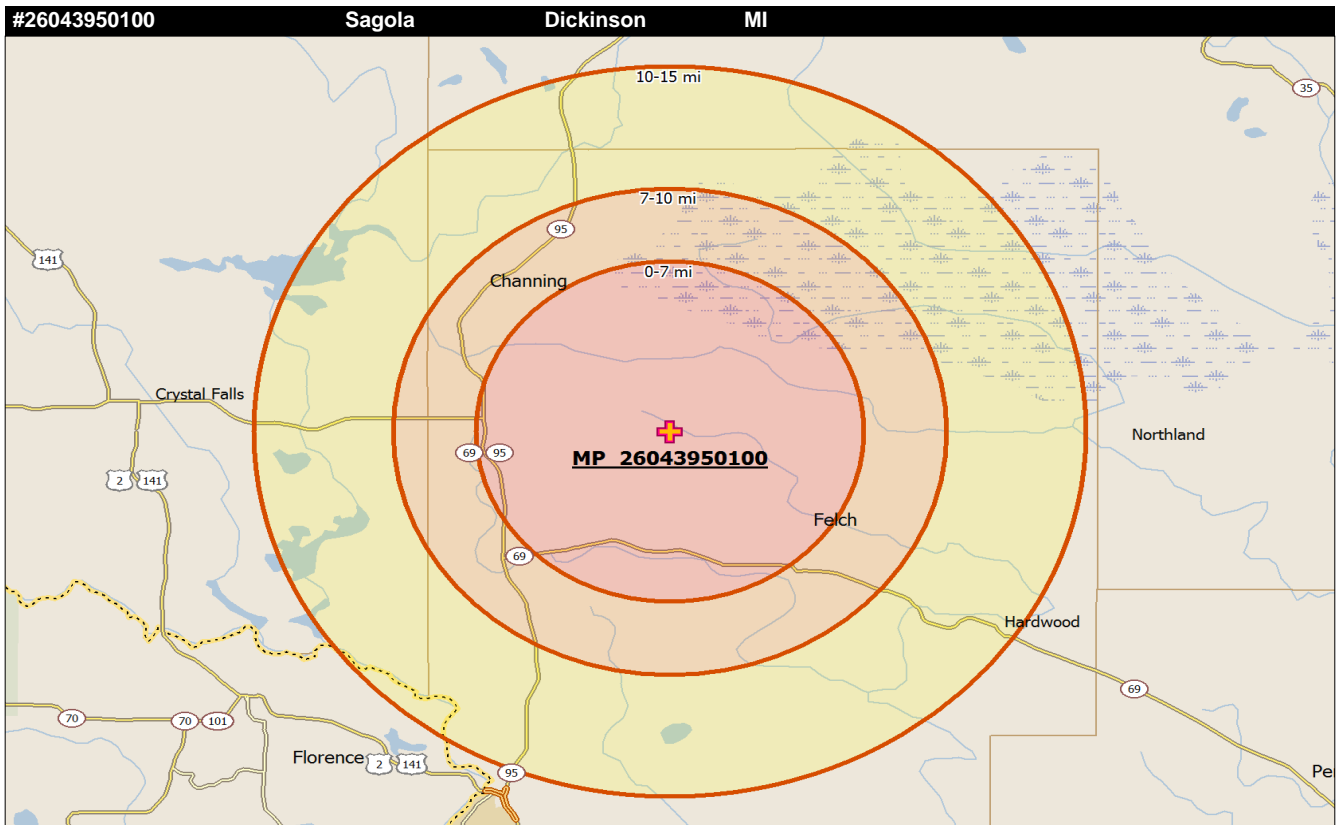 #26043950100 Sagola Dickinson MI
10-15 mi
35
7-10 mi
95
141
0-7 mi
Channing
Crystal Falls
Northland
69 95
MP 26043950100
2 141
Felch
69
Hardwood
69
70
70 101
Florence 2 141
95
Pe